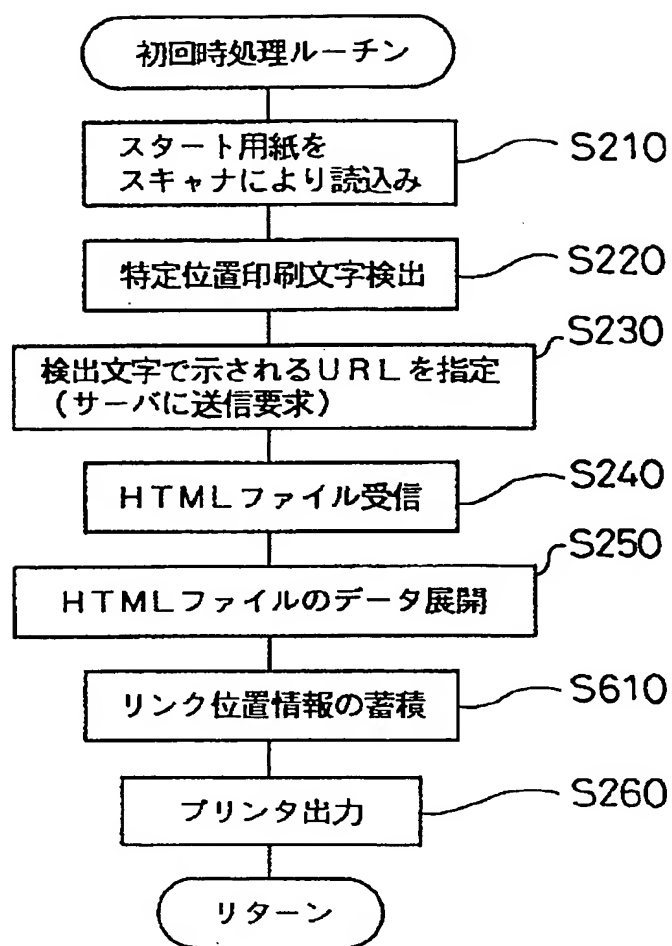 初回時処理ルーチン
スタート用紙を
スキャナにより読込み
S210
特定位置印刷文字検出
S220
検出文字で示されるURLを指定
(サーバに送信要求)
S230
HTMLファイル受信
S240
HTMLファイルのデータ展開
S250
リンク位置情報の蓄積
S610
プリンタ出力
S260
リターン